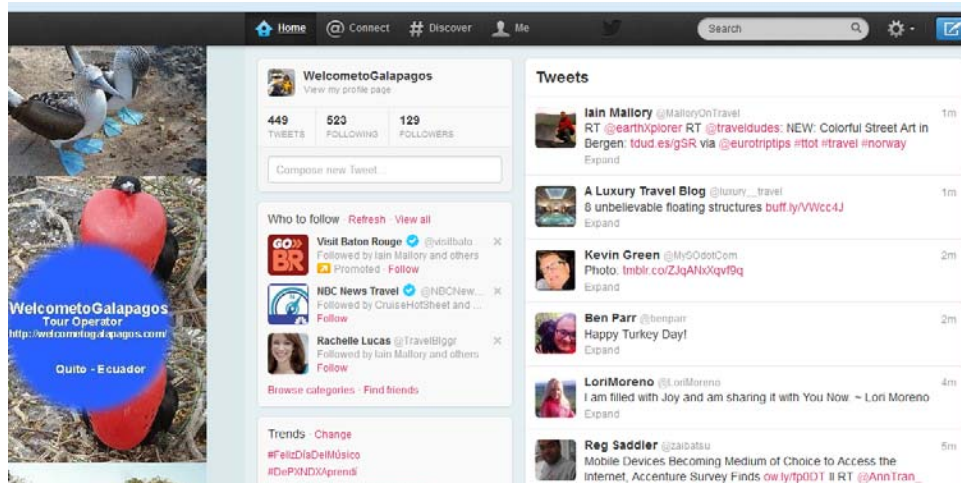 Home
Connect
Discover
Me
Search
WelcometoGalapagos
View my profile page
449
TWEETS
523
FOLLOWING
129
FOLLOWERS
Compose new Tweet...
Who to follow · Refresh · View all
GO»
BR
Visit Baton Rouge @visitbato...
Followed by Iain Mallory and others
Promoted · Follow
NBC News Travel @NBCNew...
Followed by CruiseHotSheet and ...
Follow
Rachelle Lucas @TravelBlggr
Followed by Iain Mallory and others
Follow
Browse categories · Find friends
Trends · Change
#FelizDíaDelMúsico
#DePXNDXAprendí
WelcometoGalapagos
Tour Operator
http://welcometogalapagos.com/
Quito - Ecuador
Tweets
Iain Mallory @MalloryOnTravel 1m
RT @earthXplorer RT @traveldudes: NEW: Colorful Street Art in
Bergen: tdud.es/gSR via @eurotriptips #ttot #travel #norway
Expand
A Luxury Travel Blog @luxury__travel 1m
8 unbelievable floating structures buff.ly/VWcc4J
Expand
Kevin Green @MySOdotCom 2m
Photo: tmblr.co/ZJqANxXqvf9q
Expand
Ben Parr @benparr 2m
Happy Turkey Day!
Expand
LoriMoreno @LoriMoreno 4m
I am filled with Joy and am sharing it with You Now. ~ Lori Moreno
Expand
Reg Saddler @zaibatsu 5m
Mobile Devices Becoming Medium of Choice to Access the
Internet, Accenture Survey Finds ow.ly/fp0DT II RT @AnnTran_